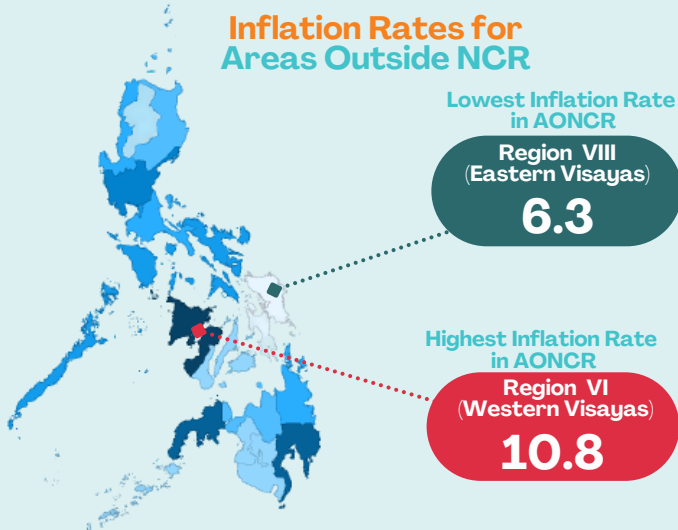 Inflation Rates for
Areas Outside NCR
Lowest Inflation Rate
in AONCR
Region VIII
(Eastern Visayas)
6.3
Highest Inflation Rate
in AONCR
Region VI
(Western Visayas)
10.8